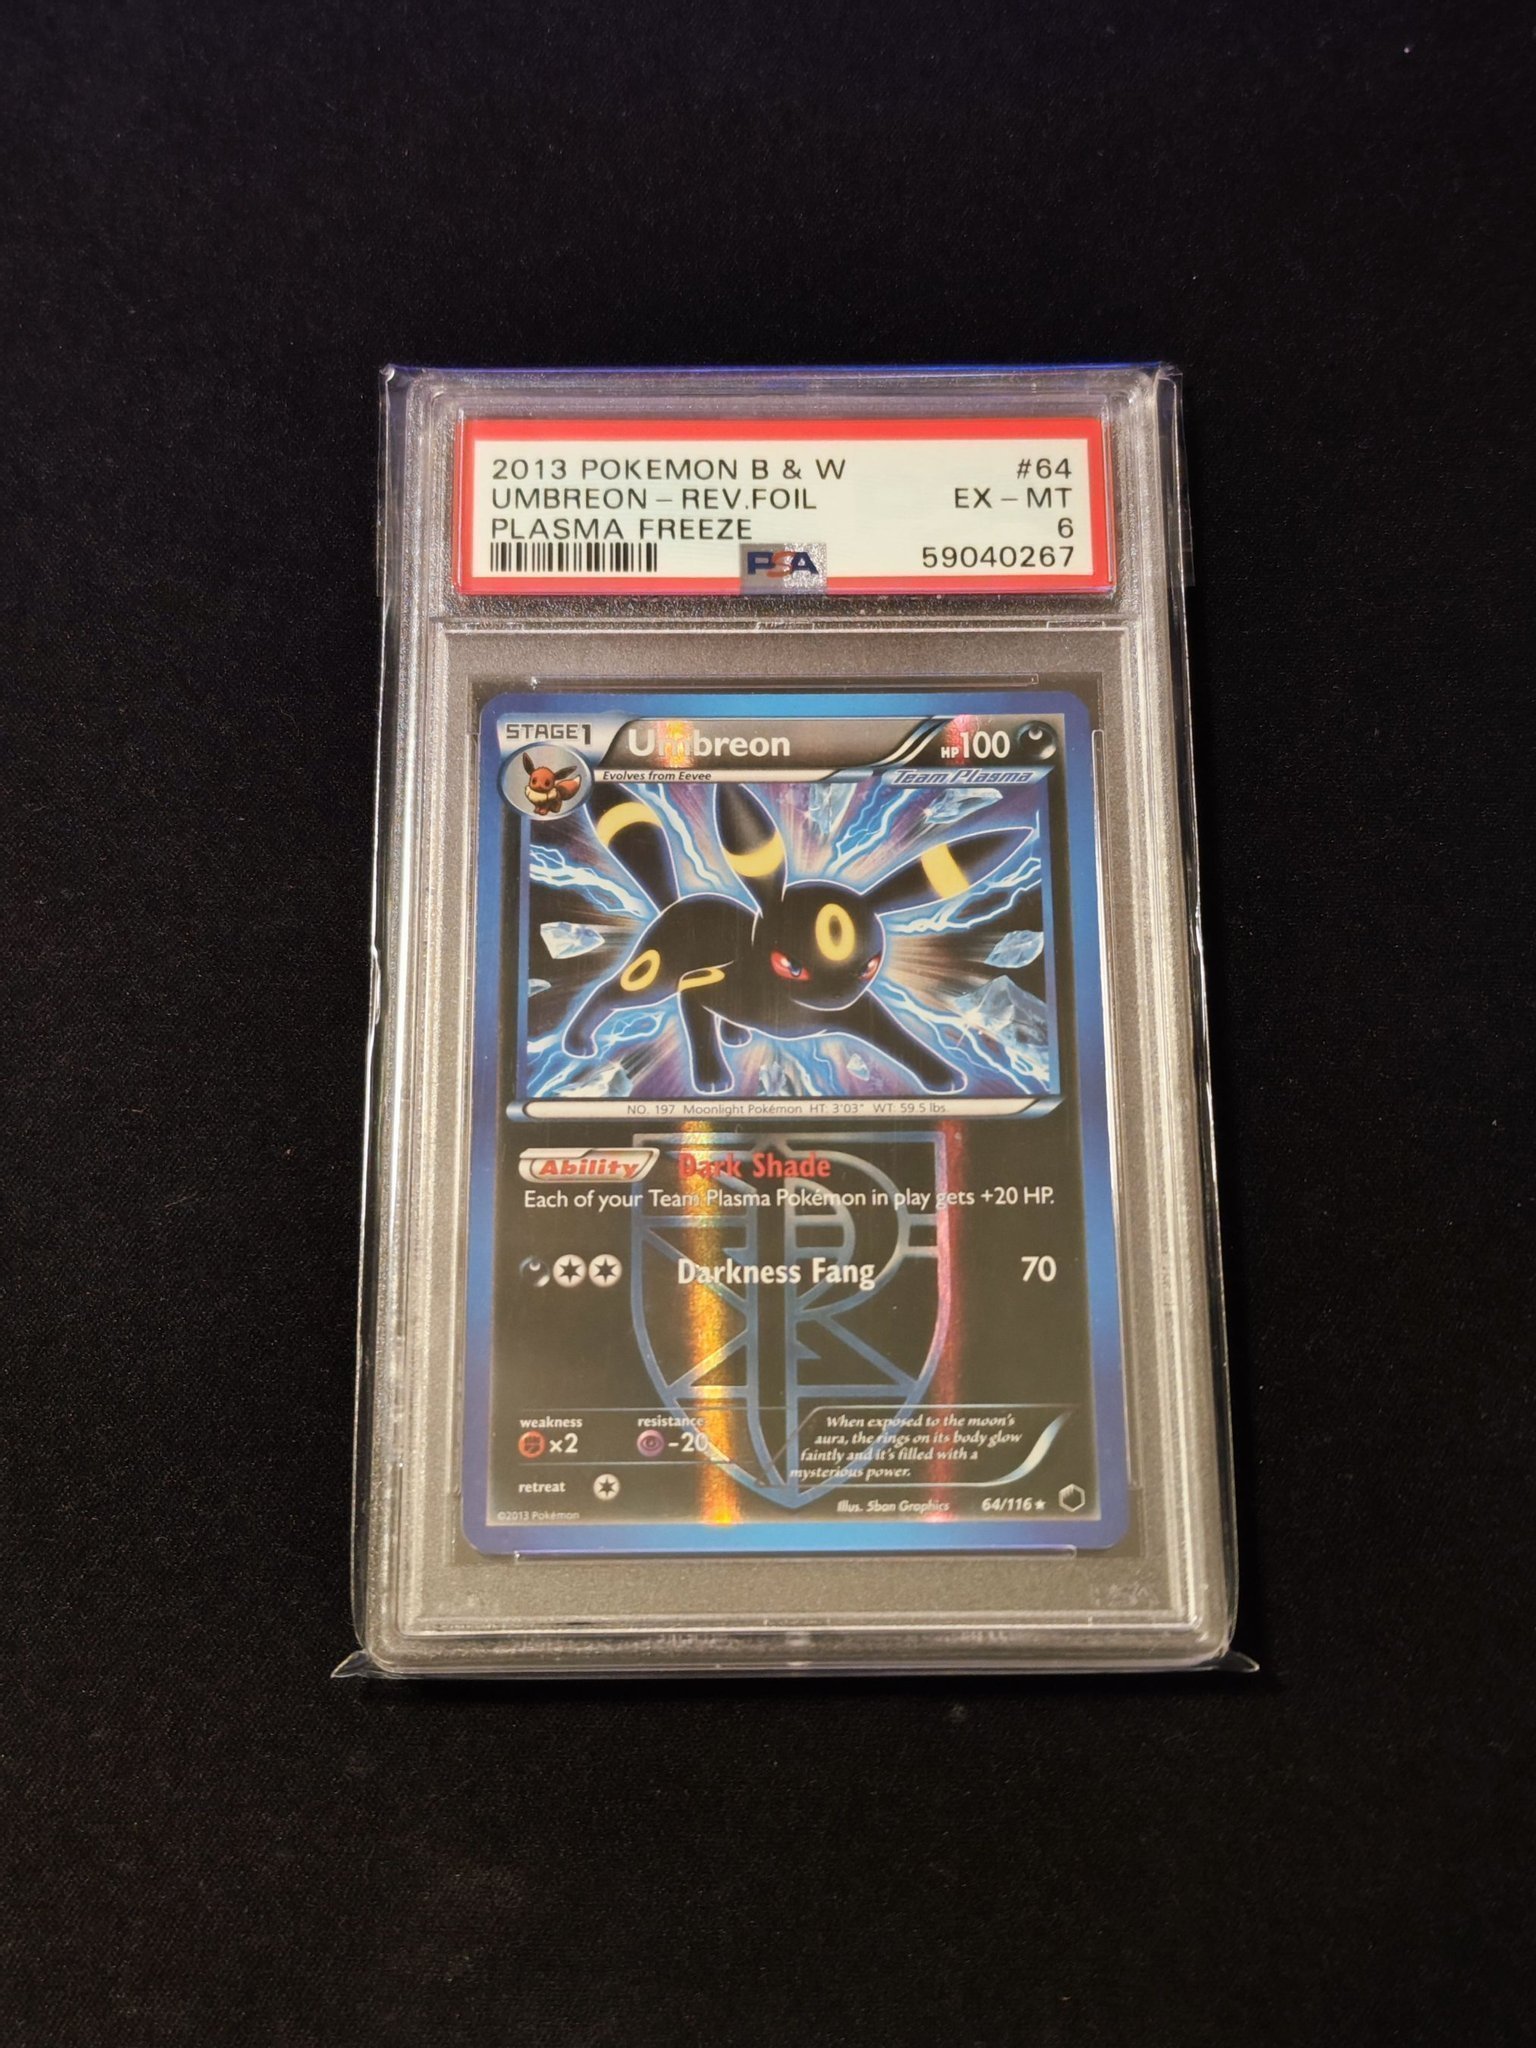 2013 POKEMON B & W #64
UMBREON - REV.FOIL EX - MT
PLASMA FREEZE 6
PSA 59040267
STAGE1 Umbreon HP100
Evolves from Eevee Team Plasma
NO. 197 Moonlight Pokémon HT: 3'03" WT: 59.5 lbs.
Ability Dark Shade
Each of your Team Plasma Pokémon in play gets +20 HP.
Darkness Fang 70
weakness resistance
×2 -20
retreat
When exposed to the moon's
aura, the rings on its body glow
faintly and it's filled with a
mysterious power.
Illus. 5ban Graphics 64/116 ★
©2013 Pokémon